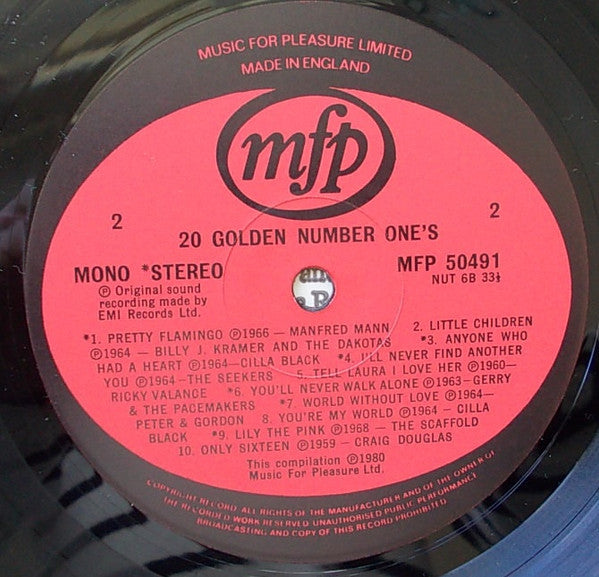 MUSIC FOR PLEASURE LIMITED
MADE IN ENGLAND
mfp
2
2
20 GOLDEN NUMBER ONE'S
MONO *STEREO
MFP 50491
NUT 6B 33⅓
℗ Original sound
recording made by
EMI Records Ltd.
*1. PRETTY FLAMINGO ℗1966 – MANFRED MANN 2. LITTLE CHILDREN
℗1964 – BILLY J. KRAMER AND THE DAKOTAS *3. ANYONE WHO
HAD A HEART ℗1964–CILLA BLACK *4. I'LL NEVER FIND ANOTHER
YOU ℗1964–THE SEEKERS 5. TELL LAURA I LOVE HER ℗1960–
RICKY VALANCE *6. YOU'LL NEVER WALK ALONE ℗1963–GERRY
& THE PACEMAKERS *7. WORLD WITHOUT LOVE ℗1964–
PETER & GORDON 8. YOU'RE MY WORLD ℗1964 – CILLA
BLACK *9. LILY THE PINK ℗1968 – THE SCAFFOLD
10. ONLY SIXTEEN ℗1959 – CRAIG DOUGLAS
This compilation ℗1980
Music For Pleasure Ltd.
COPYRIGHT RECORD ALL RIGHTS OF THE MANUFACTURER AND OF THE OWNER OF
THE RECORDED WORK RESERVED UNAUTHORISED PUBLIC PERFORMANCE
BROADCASTING AND COPY OF THIS RECORD PROHIBITED